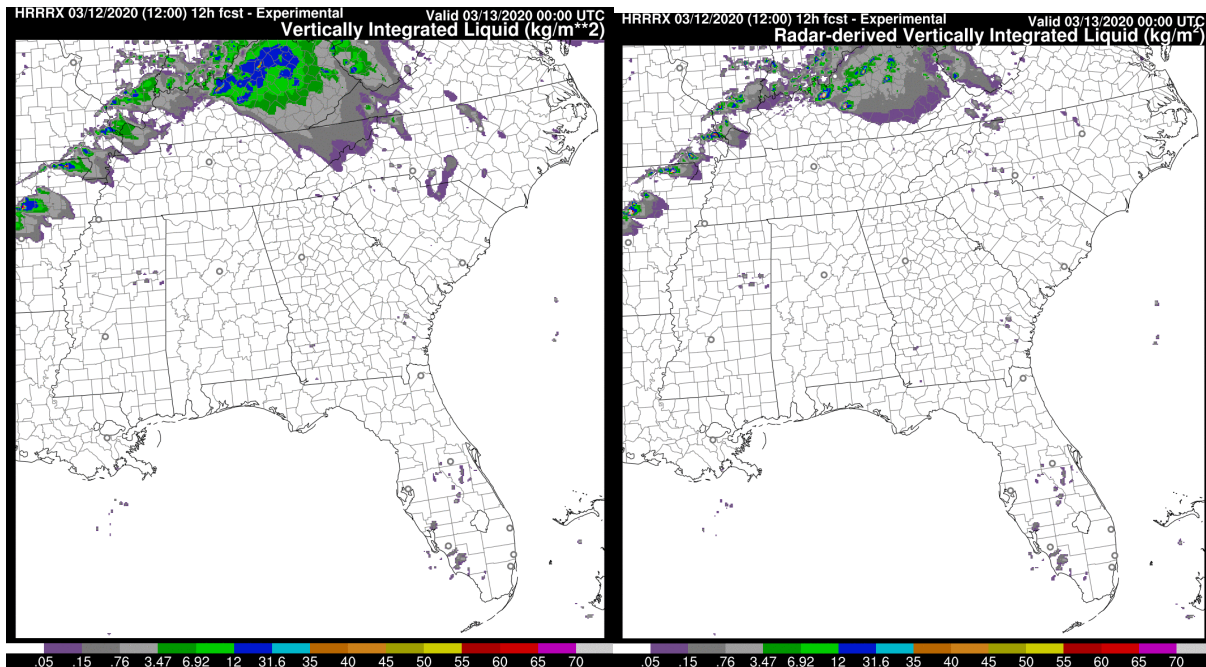 HRRRX 03/12/2020 (12:00) 12h fcst - Experimental Valid 03/13/2020 00:00 UTC
Vertically Integrated Liquid (kg/m**2)
.05 .15 .76 3.47 6.92 12 31.6 35 40 45 50 55 60 65 70
HRRRX 03/12/2020 (12:00) 12h fcst - Experimental Valid 03/13/2020 00:00 UTC
Radar-derived Vertically Integrated Liquid (kg/m²)
.05 .15 .76 3.47 6.92 12 31.6 35 40 45 50 55 60 65 70